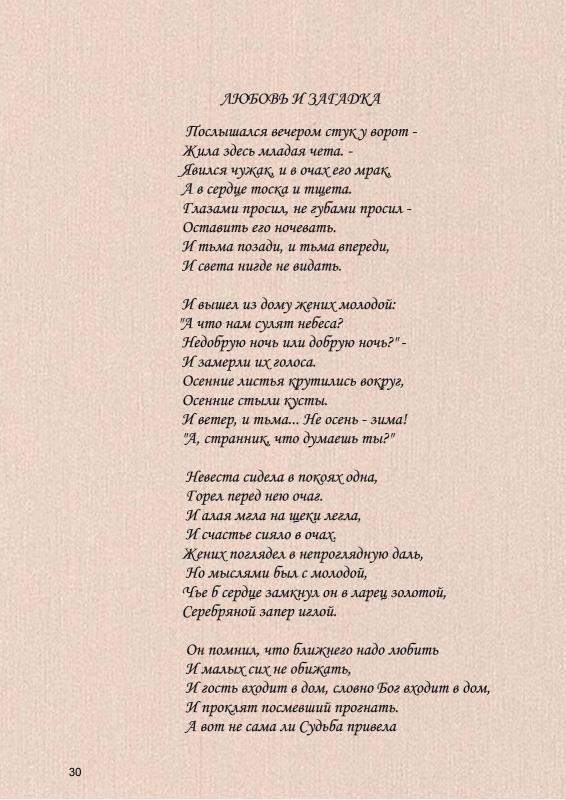 ЛЮБОВЬ И ЗАГАДКА
Послышался вечером стук у ворот -
Жила здесь младая чета. -
Явился чужак, и в очах его мрак,
А в сердце тоска и тщета.
Глазами просил, не губами просил -
Оставить его ночевать.
И тьма позади, и тьма впереди,
И света нигде не видать.
И вышел из дому жених молодой:
"А что нам сулят небеса?
Недобрую ночь или добрую ночь?" -
И замерли их голоса.
Осенние листья крутились вокруг,
Осенние стыли кусты.
И ветер, и тьма... Не осень - зима!
"А, странник, что думаешь ты?"
Невеста сидела в покоях одна,
Горел перед нею очаг.
И алая мгла на щеки легла,
И счастье сияло в очах.
Жених поглядел в непроглядную даль,
Но мыслями был с молодой,
Чье б сердце замкнул он в ларец золотой,
Серебряной запер иглой.
Он помнил, что ближнего надо любить
И малых сих не обижать,
И гость входит в дом, словно Бог входит в дом,
И проклят посмевший прогнать.
А вот не сама ли Судьба привела
30